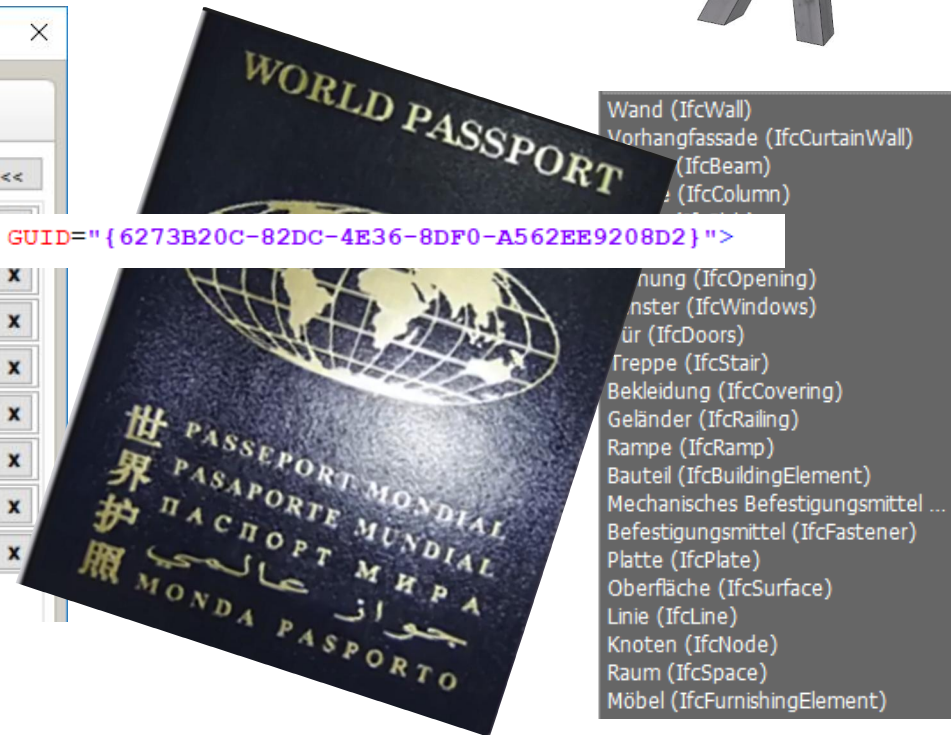 <<
WORLD PASSPORT
GUID="{6273B20C-82DC-4E36-8DF0-A562EE9208D2}">
x
x
x
x
x
x
x
世界护照
PASSEPORT MONDIAL
PASAPORTE MUNDIAL
ПАСПОРТ МИРА
جواز عالمي
MONDA PASPORTO
Wand (IfcWall)
Vorhangfassade (IfcCurtainWall)
(IfcBeam)
(IfcColumn)
(IfcOpening)
(IfcWindows)
(IfcDoors)
Treppe (IfcStair)
Bekleidung (IfcCovering)
Geländer (IfcRailing)
Rampe (IfcRamp)
Bauteil (IfcBuildingElement)
Mechanisches Befestigungsmittel ...
Befestigungsmittel (IfcFastener)
Platte (IfcPlate)
Oberfläche (IfcSurface)
Linie (IfcLine)
Knoten (IfcNode)
Raum (IfcSpace)
Möbel (IfcFurnishingElement)